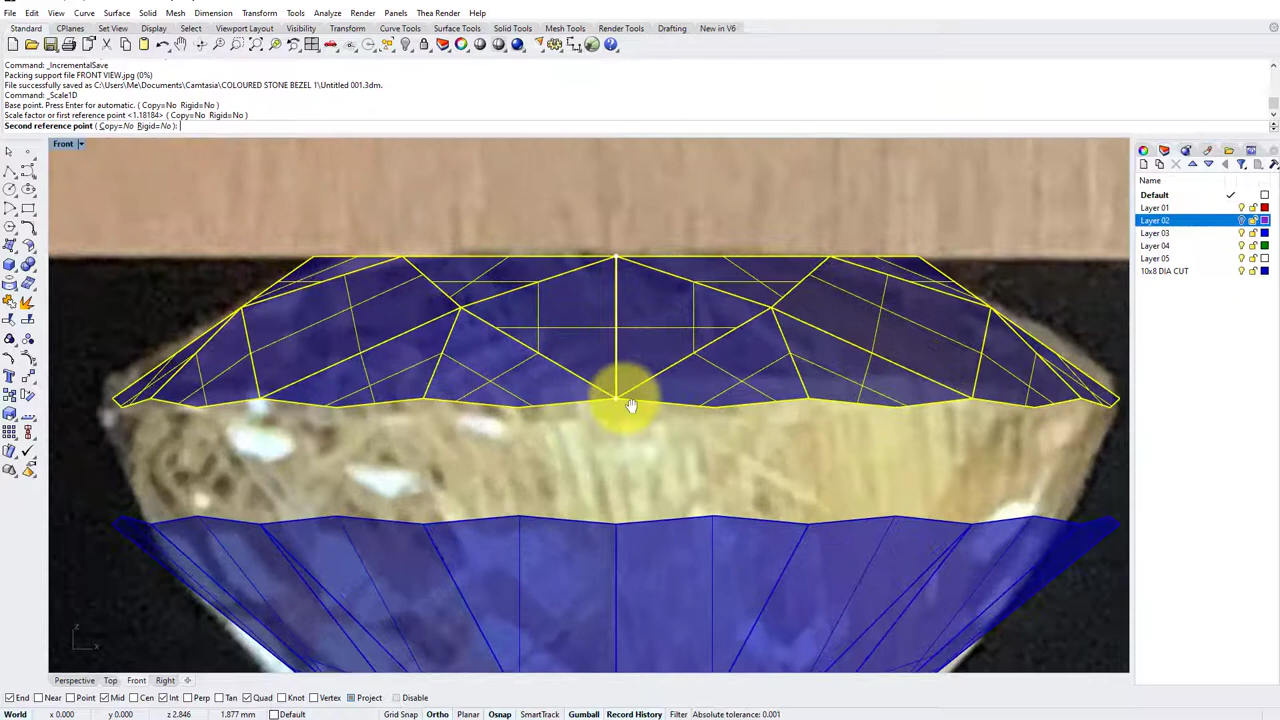 File Edit View Curve Surface Solid Mesh Dimension Transform Tools Analyze Render Panels Thea Render Help
Standard CPlanes Set View Display Select Viewport Layout Visibility Transform Curve Tools Surface Tools Solid Tools Mesh Tools Render Tools Drafting New in V6
Command: _IncrementalSave
Packing support file FRONT VIEW.jpg (0%)
File successfully saved as C:\Users\Me\Documents\Camtasia\COLOURED STONE BEZEL 1\Untitled 001.3dm.
Command: _Scale1D
Base point. Press Enter for automatic. ( Copy=No Rigid=No )
Scale factor or first reference point <1.18184> ( Copy=No Rigid=No )
Second reference point ( Copy=No Rigid=No ):
Front
Name
Default
Layer 01
Layer 02
Layer 03
Layer 04
Layer 05
10x8 DIA CUT
z
x
Perspective Top Front Right
End Near Point Mid Cen Int Perp Tan Quad Knot Vertex Project Disable
World x 0.000 y 0.000 z 2.846 1.877 mm Default Grid Snap Ortho Planar Osnap SmartTrack Gumball Record History Filter Absolute tolerance: 0.001